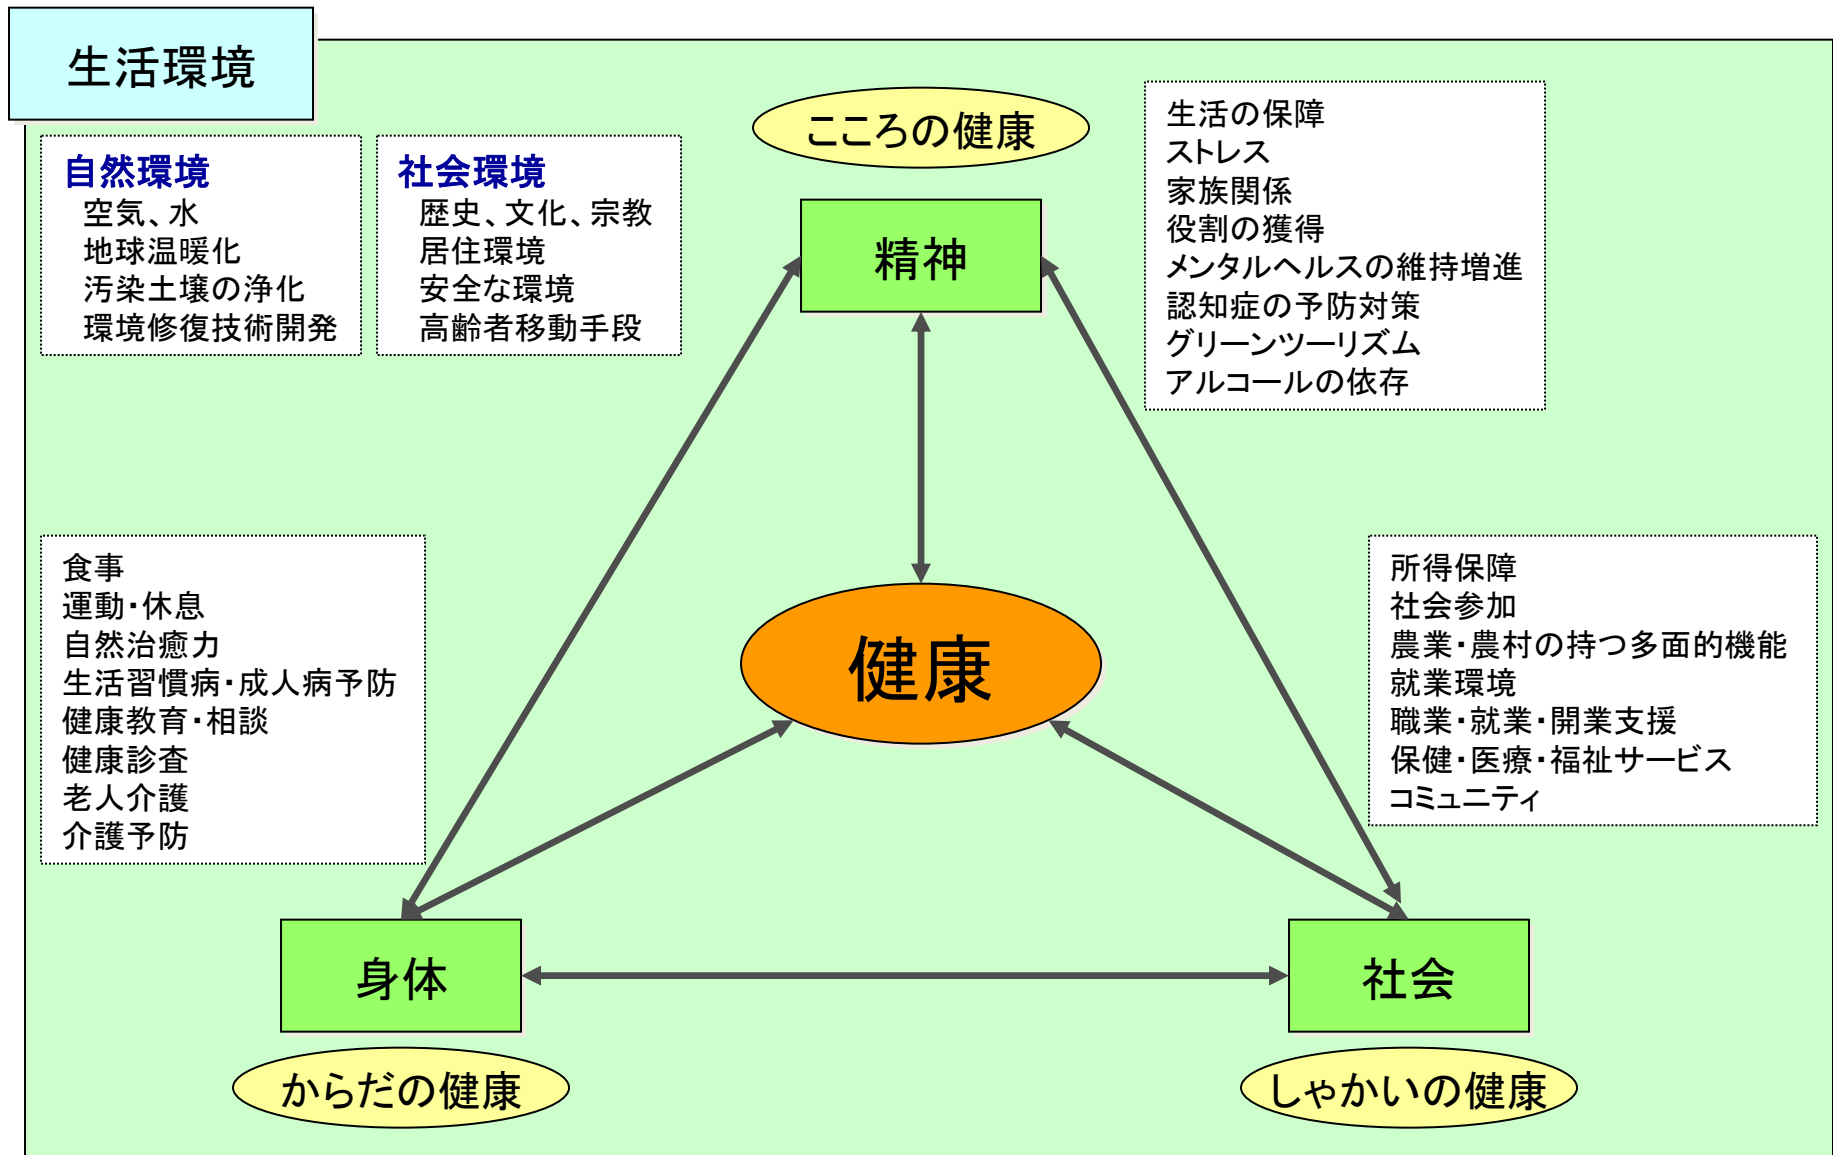 生活環境
自然環境
空気、水
地球温暖化
汚染土壌の浄化
環境修復技術開発
社会環境
歴史、文化、宗教
居住環境
安全な環境
高齢者移動手段
こころの健康
精神
生活の保障
ストレス
家族関係
役割の獲得
メンタルヘルスの維持増進
認知症の予防対策
グリーンツーリズム
アルコールの依存
食事
運動・休息
自然治癒力
生活習慣病・成人病予防
健康教育・相談
健康診査
老人介護
介護予防
健康
所得保障
社会参加
農業・農村の持つ多面的機能
就業環境
職業・就業・開業支援
保健・医療・福祉サービス
コミュニティ
身体
からだの健康
社会
しゃかいの健康